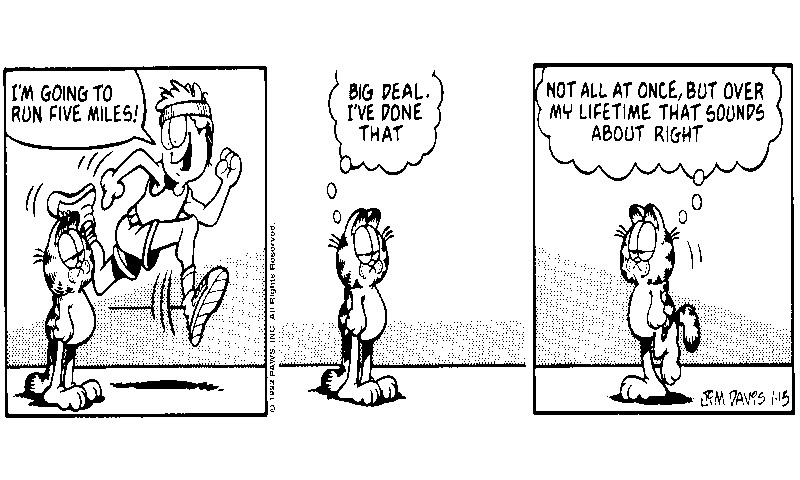 I'M GOING TO
RUN FIVE MILES!
© 1992 PAWS, INC. All Rights Reserved.
BIG DEAL.
I'VE DONE
THAT
NOT ALL AT ONCE, BUT OVER
MY LIFETIME THAT SOUNDS
ABOUT RIGHT
JIM DAVIS 1-15